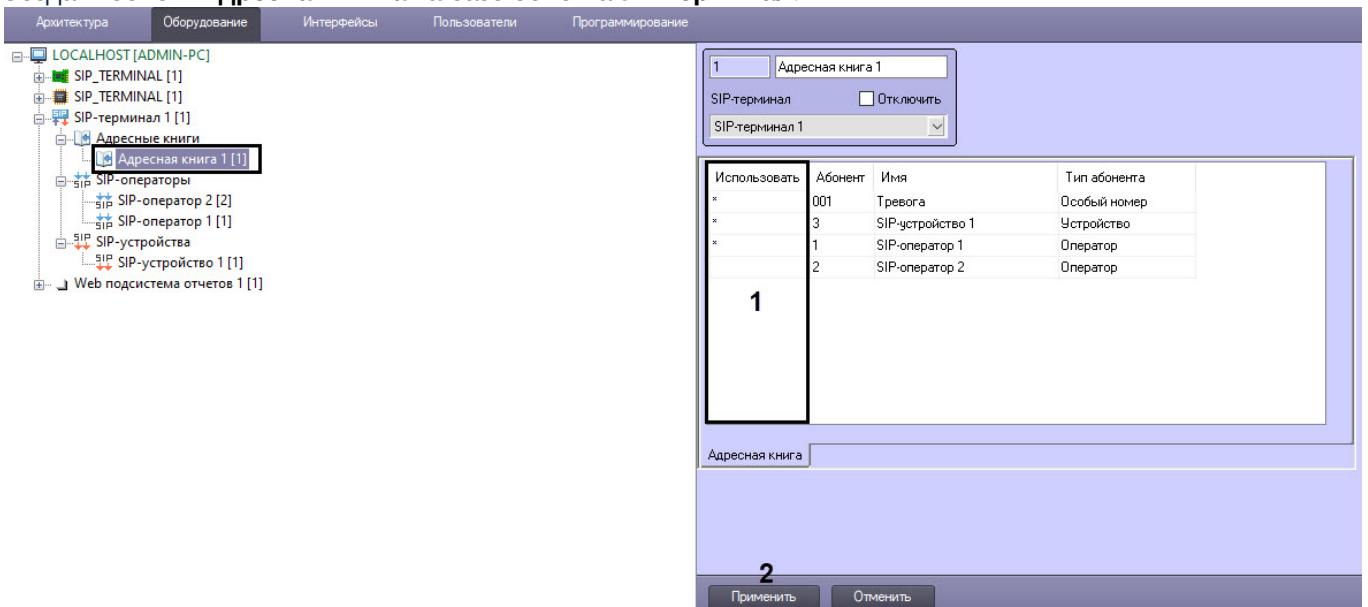 Архитектура Оборудование Интерфейсы Пользователи Программирование
LOCALHOST [ADMIN-PC]
SIP_TERMINAL [1]
SIP_TERMINAL [1]
SIP-терминал 1 [1]
Адресные книги
Адресная книга 1 [1]
SIP-операторы
SIP-оператор 2 [2]
SIP-оператор 1 [1]
SIP-устройства
SIP-устройство 1 [1]
Web подсистема отчетов 1 [1]
1 Адресная книга 1
SIP-терминал Отключить
SIP-терминал 1
Использовать Абонент Имя Тип абонента
* 001 Тревога Особый номер
* 3 SIP-устройство 1 Устройство
* 1 SIP-оператор 1 Оператор
2 SIP-оператор 2 Оператор
1
Адресная книга
2
Применить Отменить